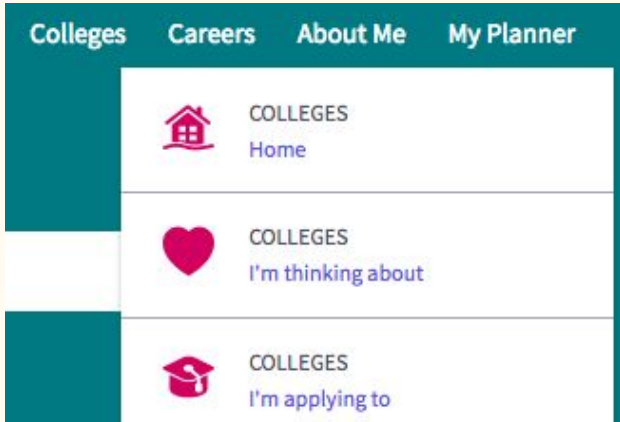 Colleges Careers About Me My Planner
COLLEGES
Home
COLLEGES
I'm thinking about
COLLEGES
I'm applying to